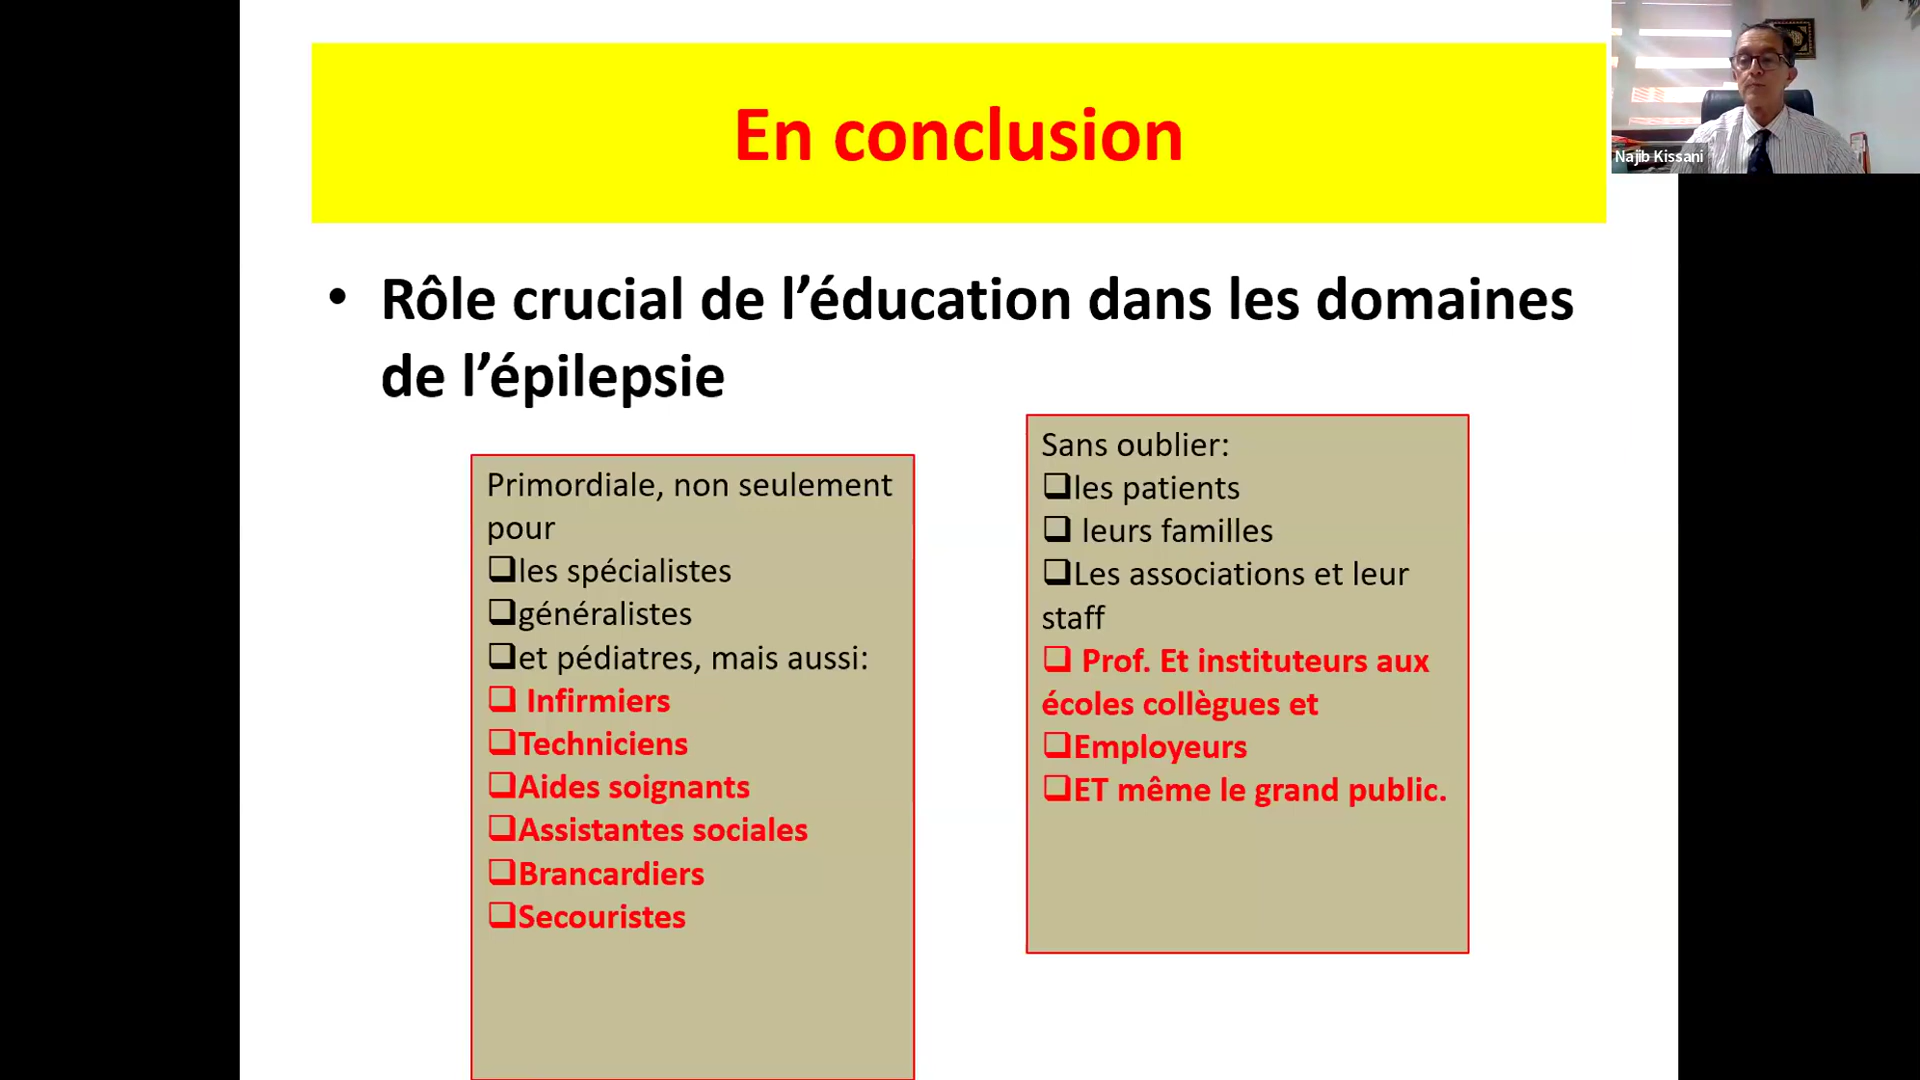 En conclusion
Najib Kissani
• Rôle crucial de l’éducation dans les domaines
de l’épilepsie
Primordiale, non seulement
pour
❑les spécialistes
❑généralistes
❑et pédiatres, mais aussi:
❑ Infirmiers
❑Techniciens
❑Aides soignants
❑Assistantes sociales
❑Brancardiers
❑Secouristes
Sans oublier:
❑les patients
❑ leurs familles
❑Les associations et leur
staff
❑ Prof. Et instituteurs aux
écoles collègues et
❑Employeurs
❑ET même le grand public.